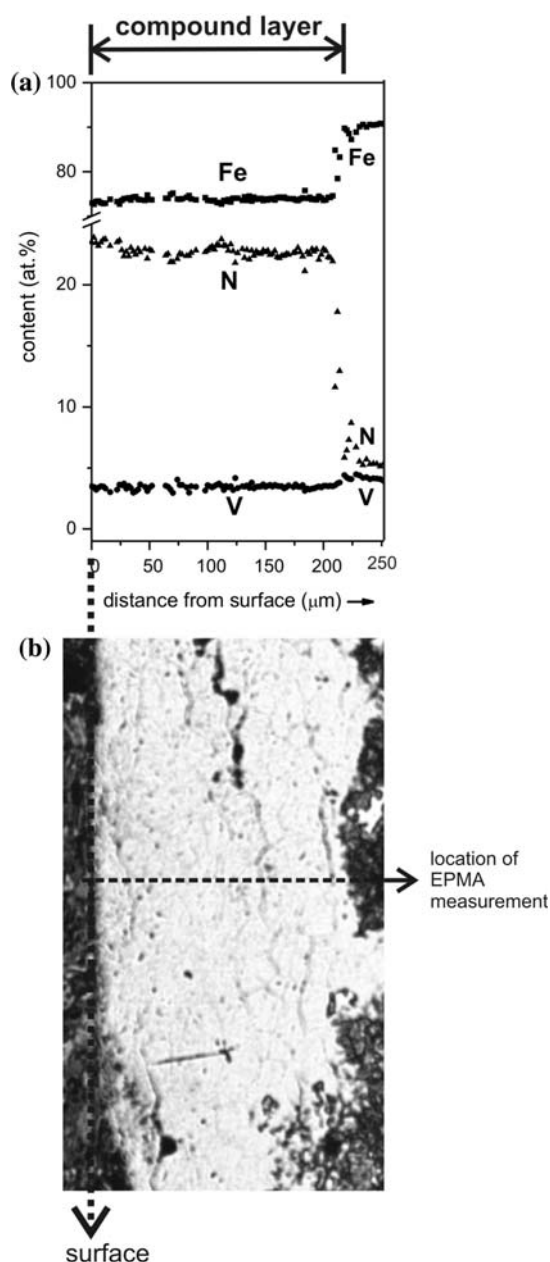 compound layer
(a)
100
80
20
10
0
content (at.%)
Fe
Fe
N
N
V
V
0 50 100 150 200 250
distance from surface (μm)
(b)
location of
EPMA
measurement
surface